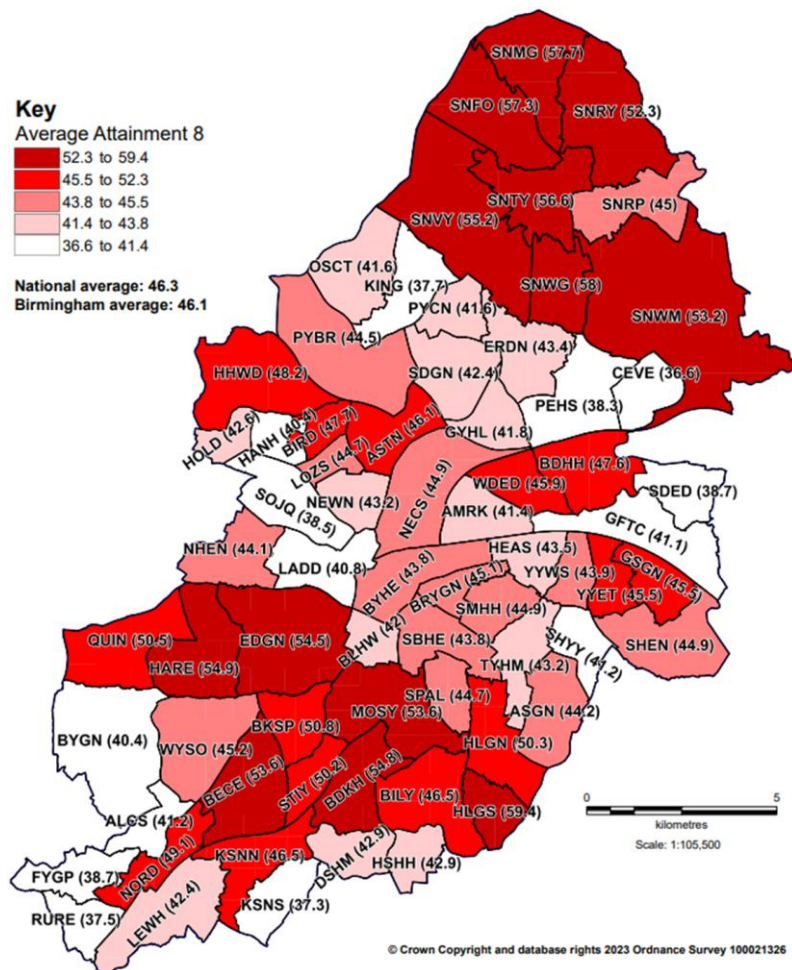 SNMG (57.7)
SNFO (57.3)
SNRY (52.3)
Key
Average Attainment 8
52.3 to 59.4
45.5 to 52.3
43.8 to 45.5
41.4 to 43.8
36.6 to 41.4
National average: 46.3
Birmingham average: 46.1
SNTY (56.6)
SNRP (45)
SNVY (55.2)
OSCT (41.6)
KING (37.7)
SNWG (58)
PYCN (41.6)
SNWM (53.2)
PYBR (44.5)
ERDN (43.4)
HHWD (48.2)
SDGN (42.4)
CEVE (36.6)
PEHS (38.3)
HOLD (42.6)
HANH (40.4)
BIRD (47.7)
ASTN (46.1)
GYHL (41.8)
LOZS (44.7)
BDHH (47.6)
WDED (45.9)
SDED (38.7)
SOJQ (38.5)
NEWN (43.2)
NECS (44.9)
AMRK (41.4)
GFTC (41.1)
NHEN (44.1)
LADD (40.8)
BYHE (43.8)
HEAS (43.5)
YYWS (43.9)
GSGN (45.5)
BRYGN (45.1)
YYET (45.5)
SMHH (44.9)
QUIN (50.5)
EDGN (54.5)
BLHW (42)
SBHE (43.8)
SHYY (41.2)
SHEN (44.9)
HARE (54.9)
TYHM (43.2)
SPAL (44.7)
MOSY (53.6)
ASGN (44.2)
BKSP (50.8)
BYGN (40.4)
WYSO (45.2)
HLGN (50.3)
BECE (53.6)
STIY (50.2)
BDKH (54.8)
BILY (46.5)
HLGS (59.4)
ALCS (41.2)
0
5
kilometres
Scale: 1:105,500
NORD (49.1)
KSNN (46.5)
DSHM (42.9)
HSHH (42.9)
FYGP (38.7)
RURE (37.5)
LEWH (42.4)
KSNS (37.3)
© Crown Copyright and database rights 2023 Ordnance Survey 100021326